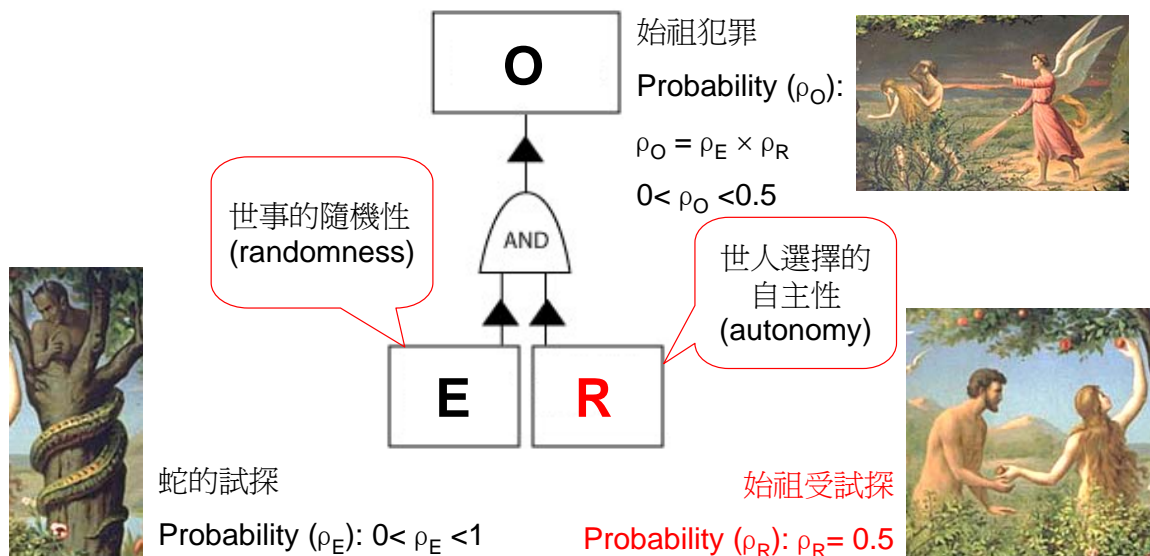 O
始祖犯罪
Probability (ρO):
ρO = ρE × ρR
0< ρO <0.5
世事的隨機性
(randomness)
AND
世人選擇的
自主性
(autonomy)
E
R
蛇的試探
Probability (ρE): 0< ρE <1
始祖受試探
Probability (ρR): ρR= 0.5